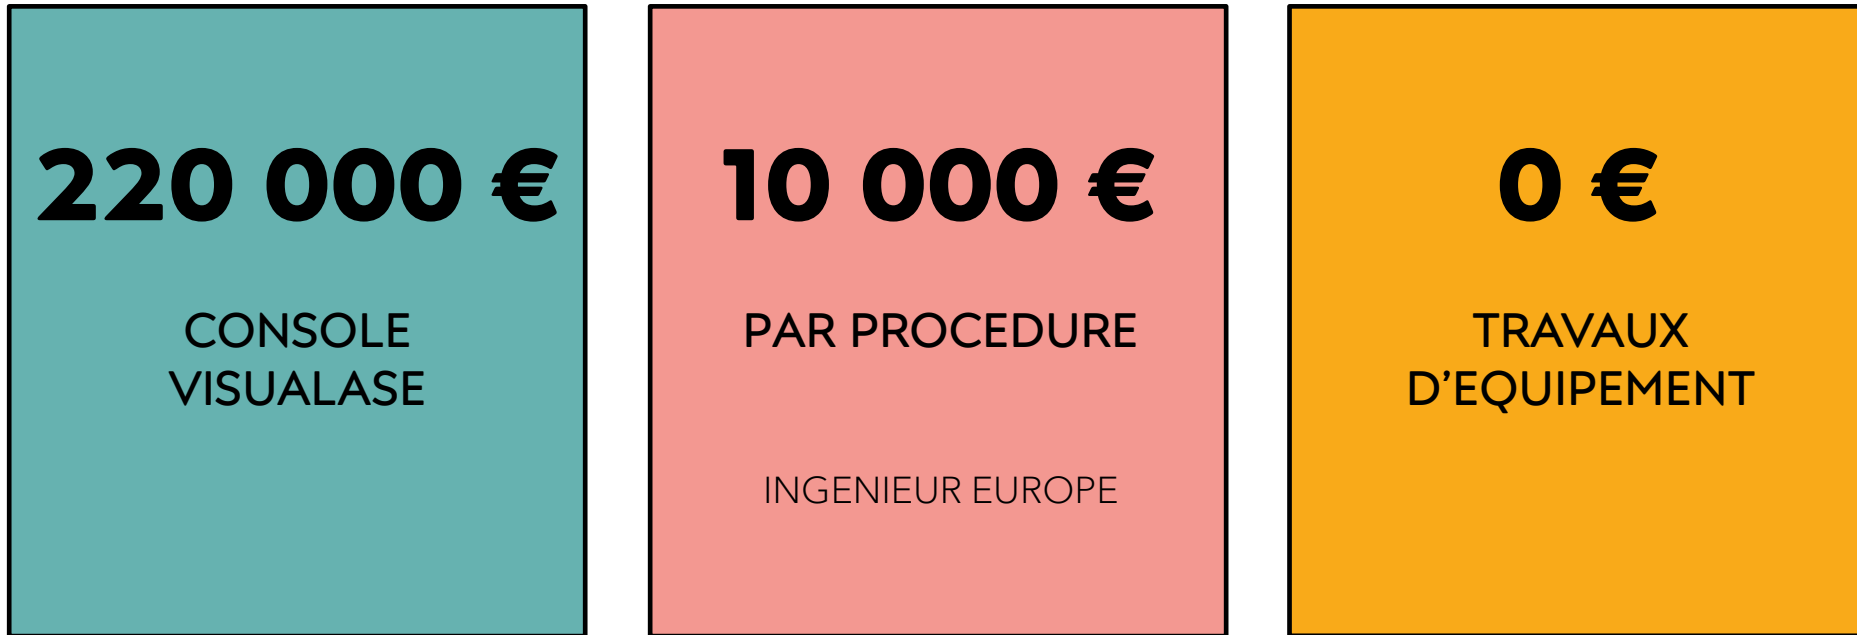 220 000 €
CONSOLE
VISUALASE
10 000 €
PAR PROCEDURE
INGENIEUR EUROPE
0 €
TRAVAUX
D’EQUIPEMENT